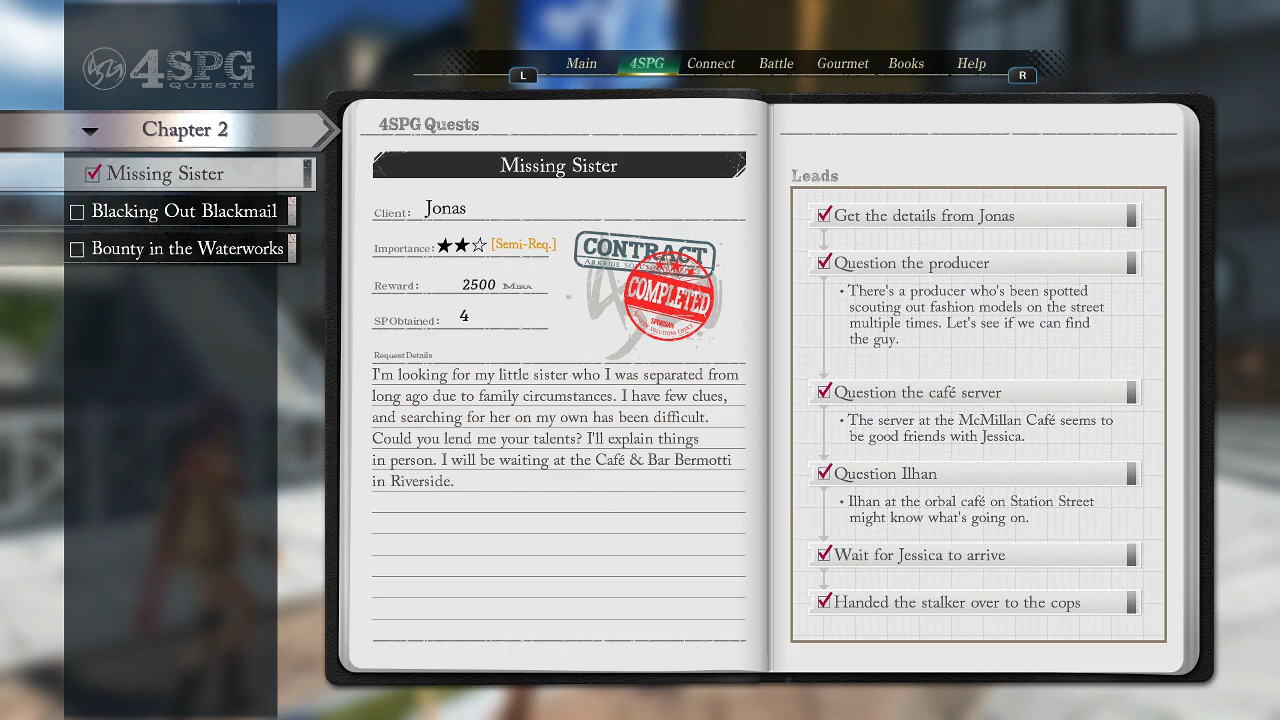 4SPG
QUESTS
L
Main
4SPG
Connect
Battle
Gourmet
Books
Help
R
Chapter 2
Missing Sister
Blacking Out Blackmail
Bounty in the Waterworks
4SPG Quests
Missing Sister
Client: Jonas
Importance: ★★☆ [Semi-Req.]
Reward: 2500 Mira
SP Obtained: 4
CONTRACT
COMPLETED
Request Details
I'm looking for my little sister who I was separated from
long ago due to family circumstances. I have few clues,
and searching for her on my own has been difficult.
Could you lend me your talents? I'll explain things
in person. I will be waiting at the Café & Bar Bermotti
in Riverside.
Leads
Get the details from Jonas
Question the producer
• There's a producer who's been spotted
scouting out fashion models on the street
multiple times. Let's see if we can find
the guy.
Question the café server
• The server at the McMillan Café seems to
be good friends with Jessica.
Question Ilhan
• Ilhan at the orbal café on Station Street
might know what's going on.
Wait for Jessica to arrive
Handed the stalker over to the cops